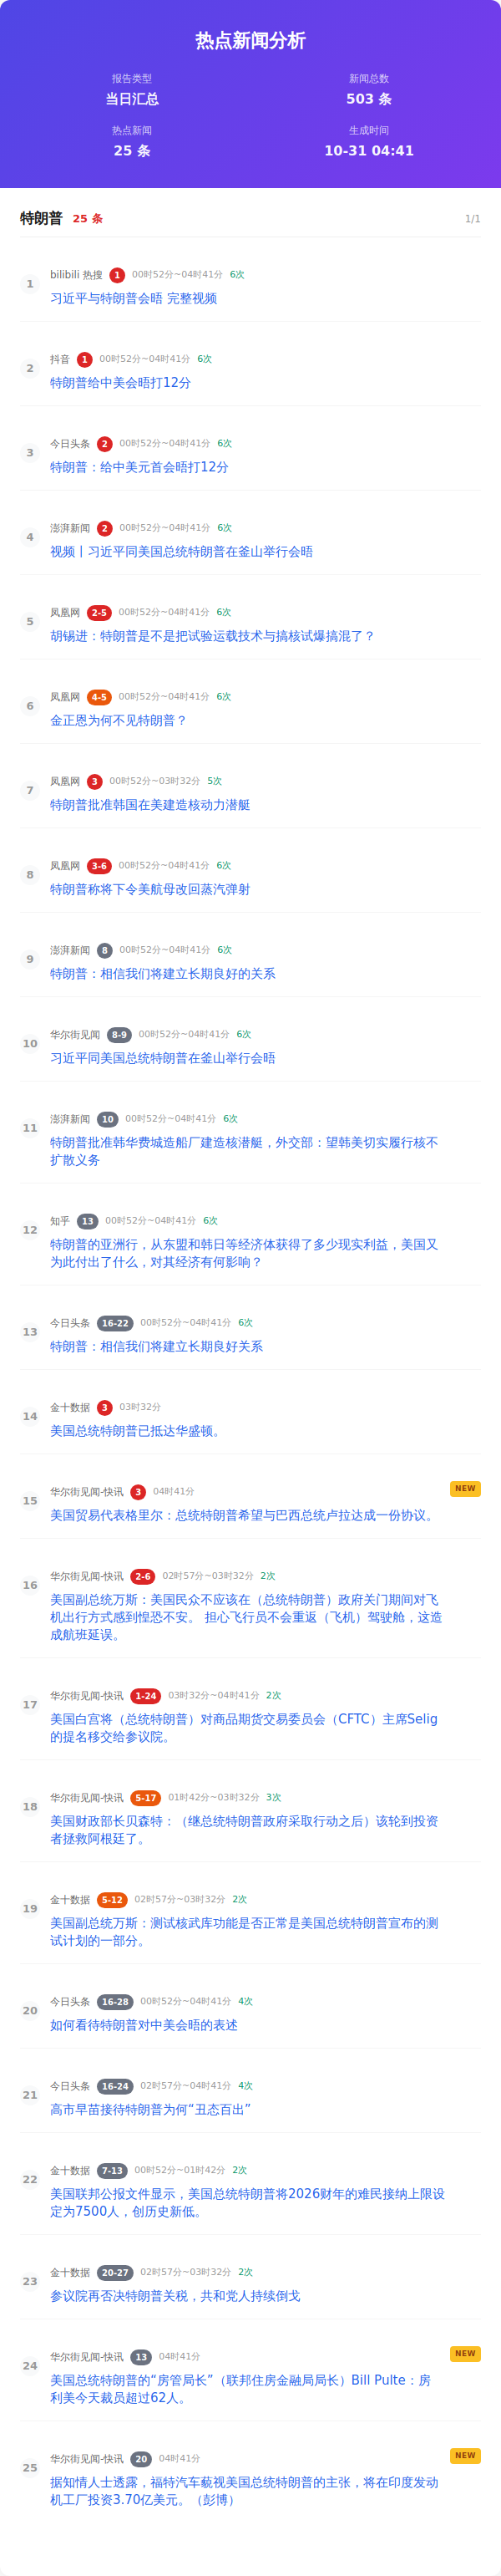 热点新闻分析
报告类型
新闻总数
当日汇总
503 条
热点新闻
生成时间
25 条
10-31 04:41
特朗普 25 条 1/1
1
bilibili 热搜 1 00时52分~04时41分 6次
习近平与特朗普会晤 完整视频
2
抖音 1 00时52分~04时41分 6次
特朗普给中美会晤打12分
3
今日头条 2 00时52分~04时41分 6次
特朗普：给中美元首会晤打12分
4
澎湃新闻 2 00时52分~04时41分 6次
视频丨习近平同美国总统特朗普在釜山举行会晤
5
凤凰网 2-5 00时52分~04时41分 6次
胡锡进：特朗普是不是把试验运载技术与搞核试爆搞混了？
6
凤凰网 4-5 00时52分~04时41分 6次
金正恩为何不见特朗普？
7
凤凰网 3 00时52分~03时32分 5次
特朗普批准韩国在美建造核动力潜艇
8
凤凰网 3-6 00时52分~04时41分 6次
特朗普称将下令美航母改回蒸汽弹射
9
澎湃新闻 8 00时52分~04时41分 6次
特朗普：相信我们将建立长期良好的关系
10
华尔街见闻 8-9 00时52分~04时41分 6次
习近平同美国总统特朗普在釜山举行会晤
11
澎湃新闻 10 00时52分~04时41分 6次
特朗普批准韩华费城造船厂建造核潜艇，外交部：望韩美切实履行核不
扩散义务
12
知乎 13 00时52分~04时41分 6次
特朗普的亚洲行，从东盟和韩日等经济体获得了多少现实利益，美国又
为此付出了什么，对其经济有何影响？
13
今日头条 16-22 00时52分~04时41分 6次
特朗普：相信我们将建立长期良好关系
14
金十数据 3 03时32分
美国总统特朗普已抵达华盛顿。
15
华尔街见闻-快讯 3 04时41分 NEW
美国贸易代表格里尔：总统特朗普希望与巴西总统卢拉达成一份协议。
16
华尔街见闻-快讯 2-6 02时57分~03时32分 2次
美国副总统万斯：美国民众不应该在（总统特朗普）政府关门期间对飞
机出行方式感到惶恐不安。 担心飞行员不会重返（飞机）驾驶舱，这造
成航班延误。
17
华尔街见闻-快讯 1-24 03时32分~04时41分 2次
美国白宫将（总统特朗普）对商品期货交易委员会（CFTC）主席Selig
的提名移交给参议院。
18
华尔街见闻-快讯 5-17 01时42分~03时32分 3次
美国财政部长贝森特：（继总统特朗普政府采取行动之后）该轮到投资
者拯救阿根廷了。
19
金十数据 5-12 02时57分~03时32分 2次
美国副总统万斯：测试核武库功能是否正常是美国总统特朗普宣布的测
试计划的一部分。
20
今日头条 16-28 00时52分~04时41分 4次
如何看待特朗普对中美会晤的表述
21
今日头条 16-24 02时57分~04时41分 4次
高市早苗接待特朗普为何“丑态百出”
22
金十数据 7-13 00时52分~01时42分 2次
美国联邦公报文件显示，美国总统特朗普将2026财年的难民接纳上限设
定为7500人，创历史新低。
23
金十数据 20-27 02时57分~03时32分 2次
参议院再否决特朗普关税，共和党人持续倒戈
24
华尔街见闻-快讯 13 04时41分 NEW
美国总统特朗普的“房管局长”（联邦住房金融局局长）Bill Pulte：房
利美今天裁员超过62人。
25
华尔街见闻-快讯 20 04时41分 NEW
据知情人士透露，福特汽车藐视美国总统特朗普的主张，将在印度发动
机工厂投资3.70亿美元。（彭博）